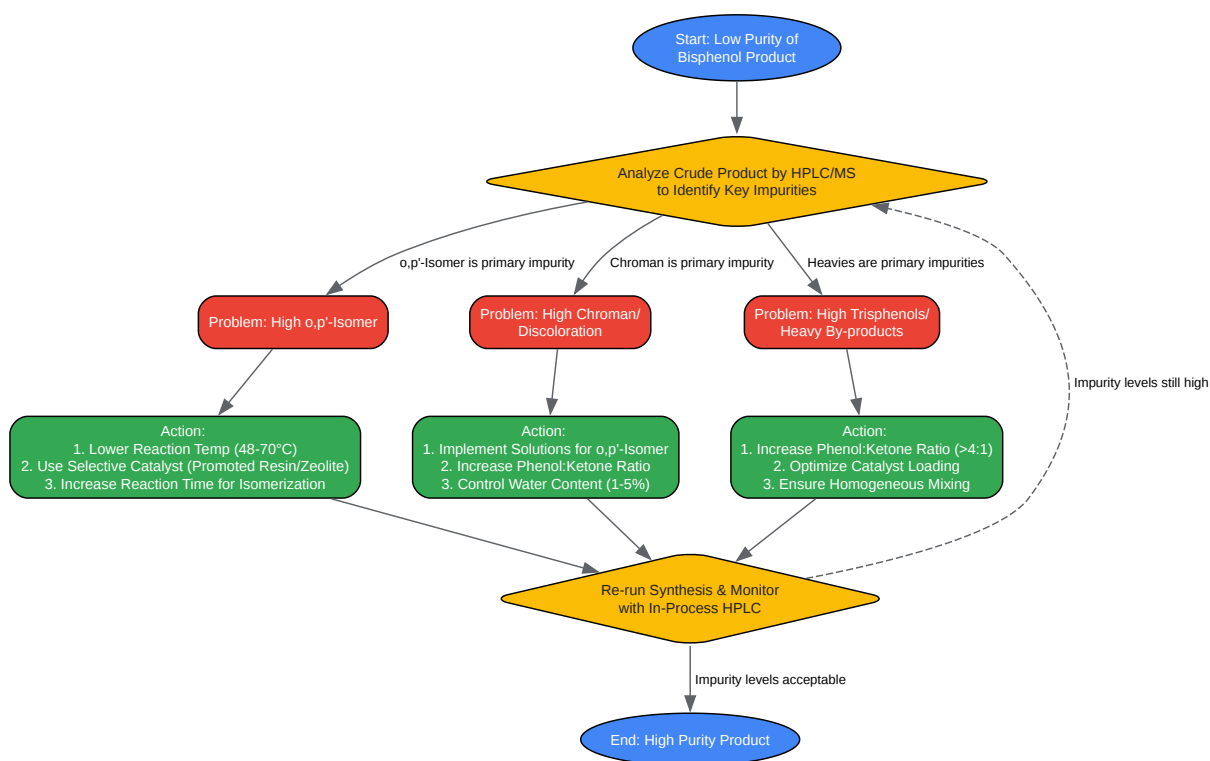 Start: Low Purity of
Bisphenol Product
Analyze Crude Product by HPLC/MS
to Identify Key Impurities
o,p'-Isomer is primary impurity
Chroman is primary impurity
Heavies are primary impurities
Problem: High o,p'-Isomer
Problem: High Chroman/
Discoloration
Problem: High Trisphenols/
Heavy By-products
Impurity levels still high
Action:
1. Lower Reaction Temp (48-70°C)
2. Use Selective Catalyst (Promoted Resin/Zeolite)
3. Increase Reaction Time for Isomerization
Action:
1. Implement Solutions for o,p'-Isomer
2. Increase Phenol:Ketone Ratio
3. Control Water Content (1-5%)
Action:
1. Increase Phenol:Ketone Ratio (>4:1)
2. Optimize Catalyst Loading
3. Ensure Homogeneous Mixing
Re-run Synthesis & Monitor
with In-Process HPLC
Impurity levels acceptable
End: High Purity Product